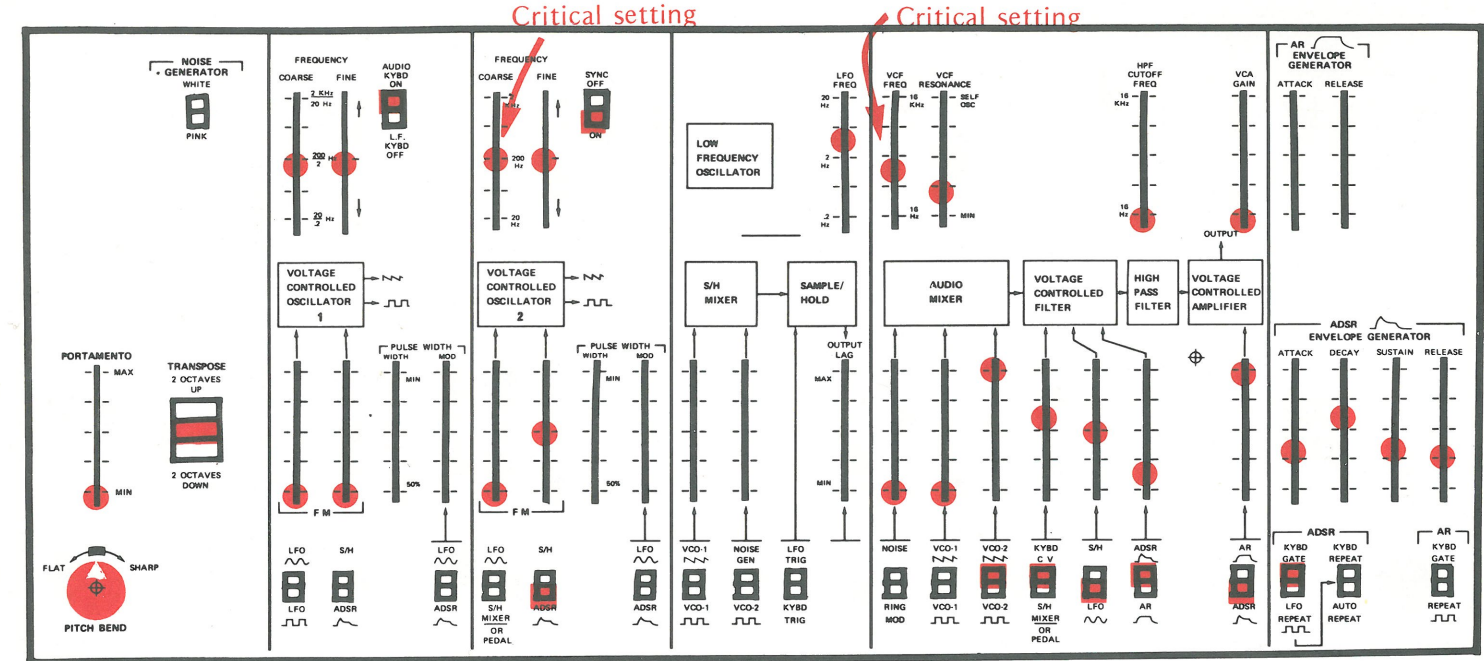 Critical setting
Critical setting
NOISE
GENERATOR
WHITE
PINK
PORTAMENTO
MAX
MIN
TRANSPOSE
2 OCTAVES
UP
2 OCTAVES
DOWN
FLAT
SHARP
PITCH BEND
FREQUENCY
COARSE
FINE
2 KHz
20 Hz
200 Hz
2
20 Hz
.2
AUDIO
KYBD
ON
L.F.
KYBD
OFF
VOLTAGE
CONTROLLED
OSCILLATOR
1
PULSE WIDTH
WIDTH
MOD
MIN
50%
FM
LFO
S/H
LFO
LFO
ADSR
ADSR
FREQUENCY
COARSE
FINE
2
KHz
200
Hz
20
Hz
SYNC
OFF
ON
VOLTAGE
CONTROLLED
OSCILLATOR
2
PULSE WIDTH
WIDTH
MOD
MIN
50%
FM
LFO
S/H
LFO
S/H
MIXER
OR
PEDAL
ADSR
ADSR
LOW
FREQUENCY
OSCILLATOR
LFO
FREQ
20
Hz
2
Hz
.2
Hz
S/H
MIXER
SAMPLE/
HOLD
OUTPUT
LAG
MAX
MIN
VCO-1
NOISE
GEN
LFO
TRIG
VCO-1
VCO-2
KYBD
TRIG
VCF
FREQ
VCF
RESONANCE
16
KHz
SELF
OSC
16
Hz
MIN
HPF
CUTOFF
FREQ
16
KHz
16
Hz
VCA
GAIN
OUTPUT
AUDIO
MIXER
VOLTAGE
CONTROLLED
FILTER
HIGH
PASS
FILTER
VOLTAGE
CONTROLLED
AMPLIFIER
NOISE
VCO-1
VCO-2
KYBD
C V
S/H
ADSR
AR
RING
MOD
VCO-1
VCO-2
S/H
MIXER
OR
PEDAL
LFO
AR
ADSR
AR
ENVELOPE
GENERATOR
ATTACK
RELEASE
ADSR
ENVELOPE GENERATOR
ATTACK
DECAY
SUSTAIN
RELEASE
ADSR
KYBD
GATE
KYBD
REPEAT
LFO
REPEAT
AUTO
REPEAT
AR
KYBD
GATE
REPEAT